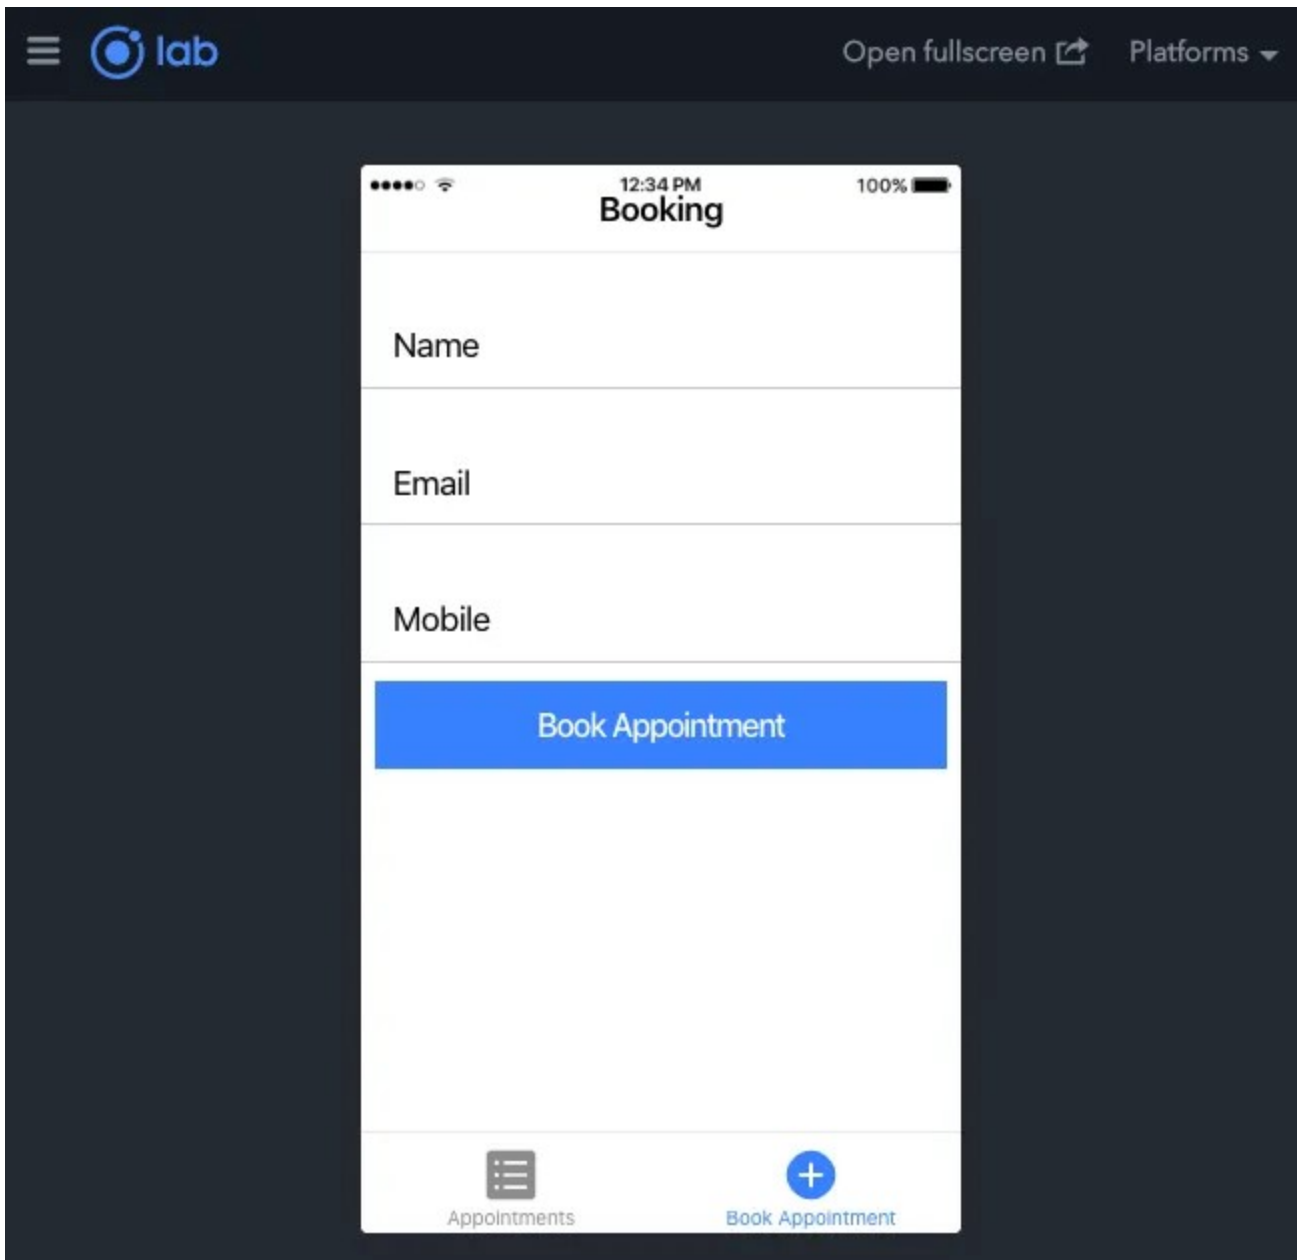 lab Open fullscreen Platforms
12:34 PM 100%
Booking
Name
Email
Mobile
Book Appointment
Appointments Book Appointment